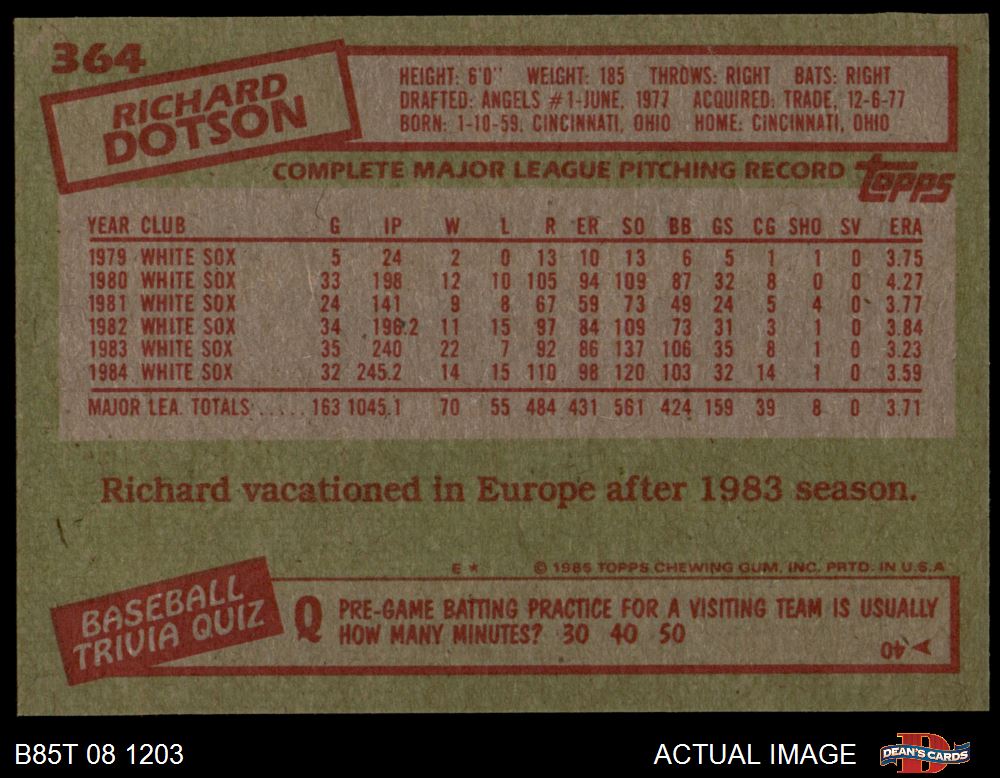 364
RICHARD
DOTSON
HEIGHT: 6'0" WEIGHT: 185 THROWS: RIGHT BATS: RIGHT
DRAFTED: ANGELS #1-JUNE, 1977 ACQUIRED: TRADE, 12-6-77
BORN: 1-10-59, CINCINNATI, OHIO HOME: CINCINNATI, OHIO
COMPLETE MAJOR LEAGUE PITCHING RECORD
topps
YEAR CLUB G IP W L R ER SO BB GS CG SHO SV ERA
1979 WHITE SOX 5 24 2 0 13 10 13 6 5 1 1 0 3.75
1980 WHITE SOX 33 198 12 10 105 94 109 87 32 8 0 0 4.27
1981 WHITE SOX 24 141 9 8 67 59 73 49 24 5 4 0 3.77
1982 WHITE SOX 34 196.2 11 15 97 84 109 73 31 3 1 0 3.84
1983 WHITE SOX 35 240 22 7 92 86 137 106 35 8 1 0 3.23
1984 WHITE SOX 32 245.2 14 15 110 98 120 103 32 14 1 0 3.59
MAJOR LEA. TOTALS ..... 163 1045.1 70 55 484 431 561 424 159 39 8 0 3.71
Richard vacationed in Europe after 1983 season.
E * © 1985 TOPPS CHEWING GUM, INC. PRTD. IN U.S.A
BASEBALL
TRIVIA QUIZ
Q PRE-GAME BATTING PRACTICE FOR A VISITING TEAM IS USUALLY
HOW MANY MINUTES? 30 40 50
A. 40
B85T 08 1203
ACTUAL IMAGE
D
DEAN'S CARDS